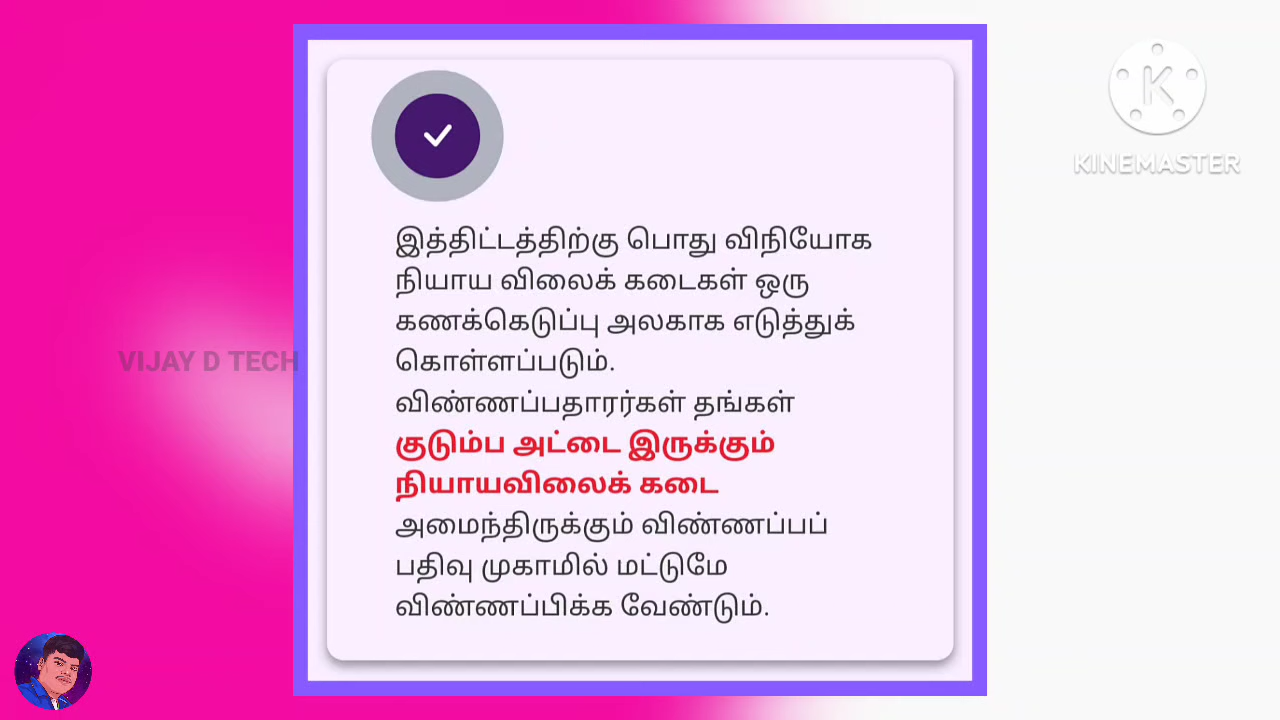 இத்திட்டத்திற்கு பொது விநியோக
நியாய விலைக் கடைகள் ஒரு
கணக்கெடுப்பு அலகாக எடுத்துக்
கொள்ளப்படும்.
விண்ணப்பதாரர்கள் தங்கள்
குடும்ப அட்டை இருக்கும்
நியாயவிலைக் கடை
அமைந்திருக்கும் விண்ணப்பப்
பதிவு முகாமில் மட்டுமே
விண்ணப்பிக்க வேண்டும்.
VIJAY D TECH
K
KINEMASTER